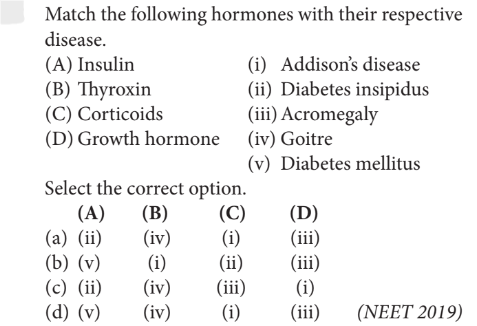 Match the following hormones with their respective
disease.
(A) Insulin (i) Addison's disease
(B) Thyroxin (ii) Diabetes insipidus
(C) Corticoids (iii) Acromegaly
(D) Growth hormone (iv) Goitre
(v) Diabetes mellitus
Select the correct option.
(A) (B) (C) (D)
(a) (ii) (iv) (i) (iii)
(b) (v) (i) (ii) (iii)
(c) (ii) (iv) (iii) (i)
(d) (v) (iv) (i) (iii) (NEET 2019)